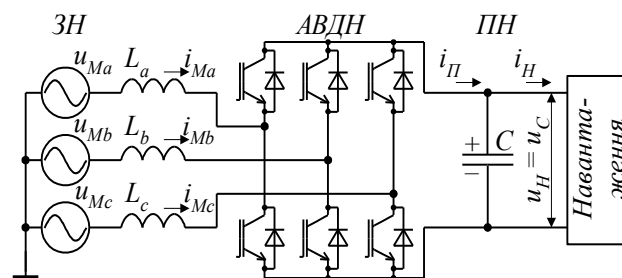 ЗН АВДН ПН
u_Ma L_a i_Ma
i_П i_Н
u_Mb L_b i_Mb
+ C
−
u_Н = u_C
Наванта-
ження
u_Mc L_c i_Mc